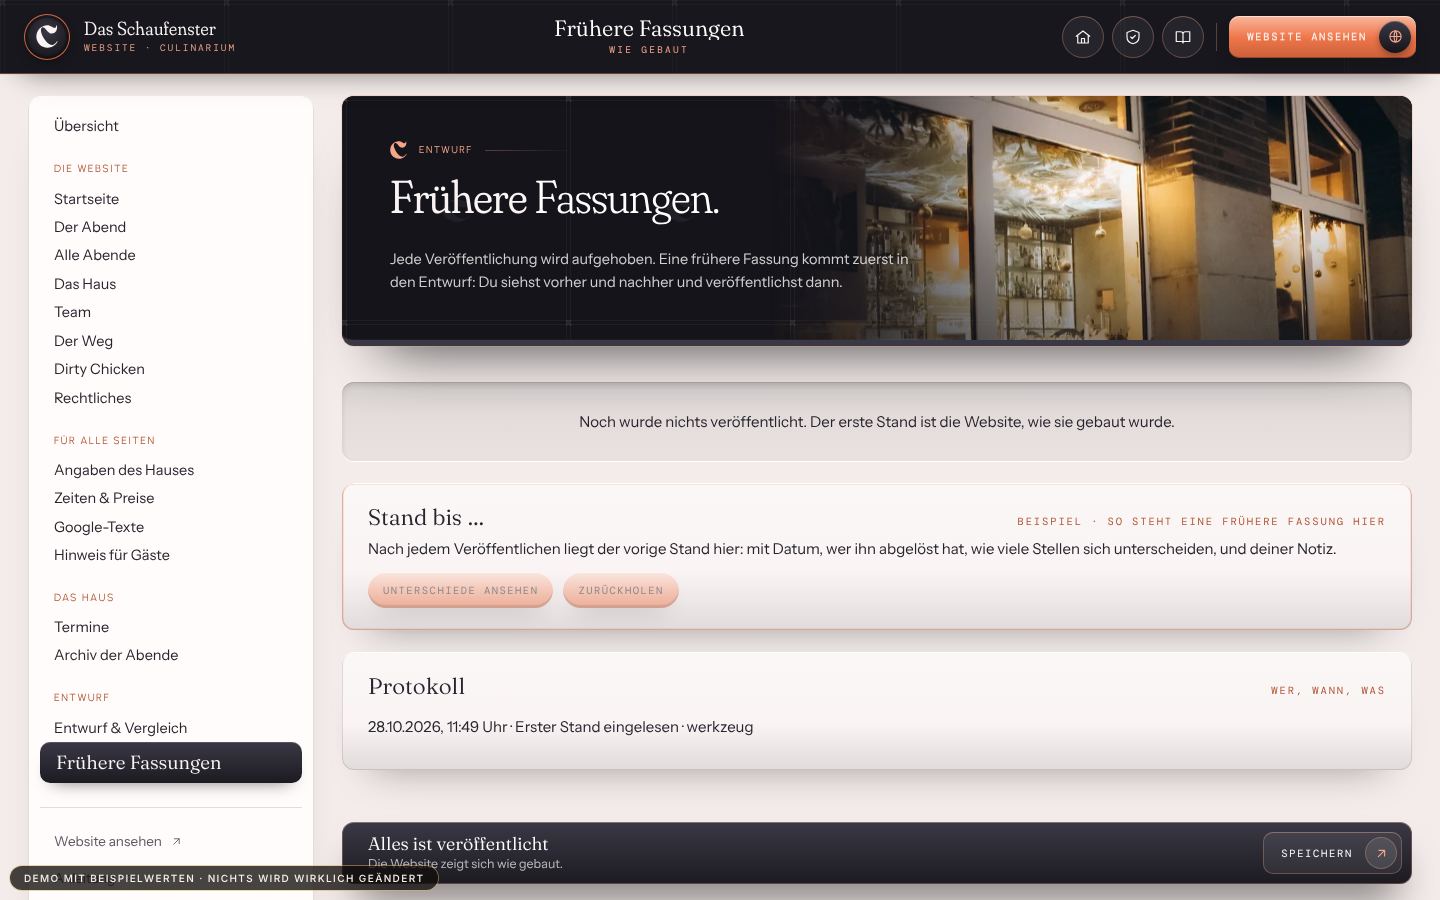 Das Schaufenster
WEBSITE · CULINARIUM
Frühere Fassungen
WIE GEBAUT
WEBSITE ANSEHEN
Übersicht
DIE WEBSITE
Startseite
Der Abend
Alle Abende
Das Haus
Team
Der Weg
Dirty Chicken
Rechtliches
FÜR ALLE SEITEN
Angaben des Hauses
Zeiten & Preise
Google-Texte
Hinweis für Gäste
DAS HAUS
Termine
Archiv der Abende
ENTWURF
Entwurf & Vergleich
Frühere Fassungen
Website ansehen
ENTWURF
Frühere Fassungen.
Jede Veröffentlichung wird aufgehoben. Eine frühere Fassung kommt zuerst in
den Entwurf: Du siehst vorher und nachher und veröffentlichst dann.
Noch wurde nichts veröffentlicht. Der erste Stand ist die Website, wie sie gebaut wurde.
Stand bis …
BEISPIEL · SO STEHT EINE FRÜHERE FASSUNG HIER
Nach jedem Veröffentlichen liegt der vorige Stand hier: mit Datum, wer ihn abgelöst hat, wie viele Stellen sich unterscheiden, und deiner Notiz.
UNTERSCHIEDE ANSEHEN
ZURÜCKHOLEN
Protokoll
WER, WANN, WAS
28.10.2026, 11:49 Uhr · Erster Stand eingelesen · werkzeug
Alles ist veröffentlicht
Die Website zeigt sich wie gebaut.
SPEICHERN
DEMO MIT BEISPIELWERTEN · NICHTS WIRD WIRKLICH GEÄNDERT